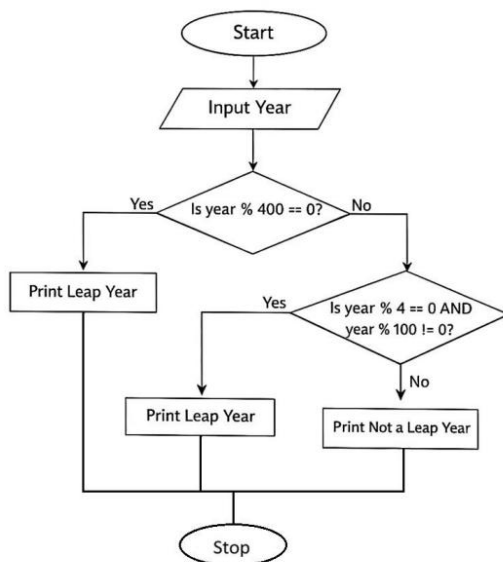 Start
Input Year
Is year % 400 == 0?
Yes
No
Print Leap Year
Is year % 4 == 0 AND
year % 100 != 0?
Yes
No
Print Leap Year
Print Not a Leap Year
Stop